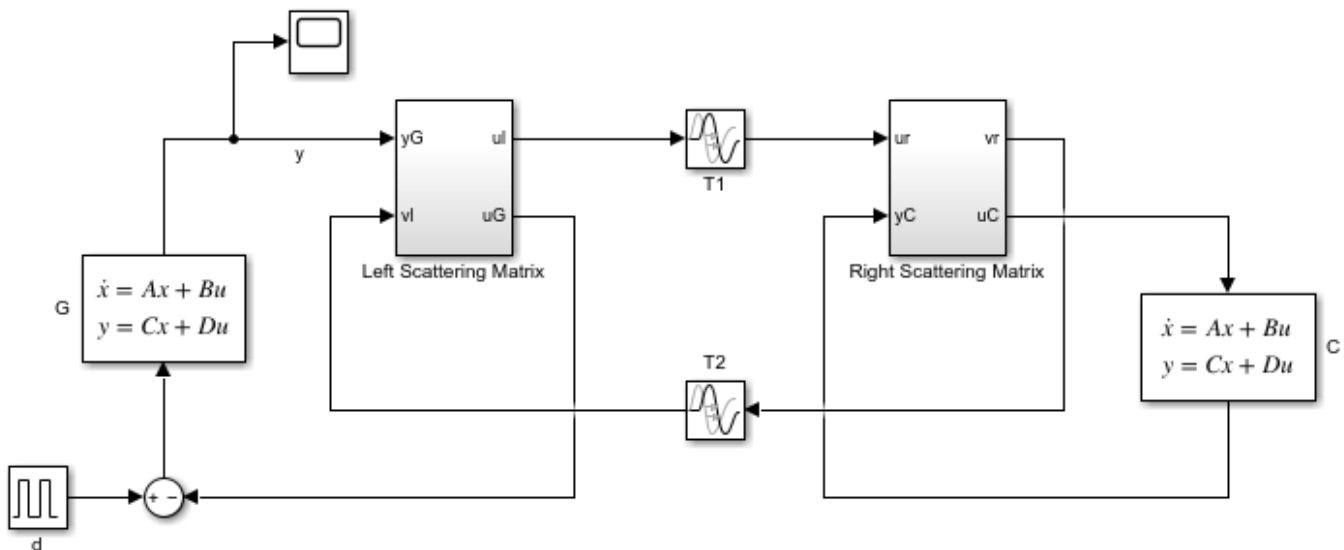 yG
ul
vl
uG
Left Scattering Matrix
y
T1
ur
vr
yC
uC
Right Scattering Matrix
G
ẋ = Ax + Bu
y = Cx + Du
ẋ = Ax + Bu
y = Cx + Du
C
T2
+ −
d